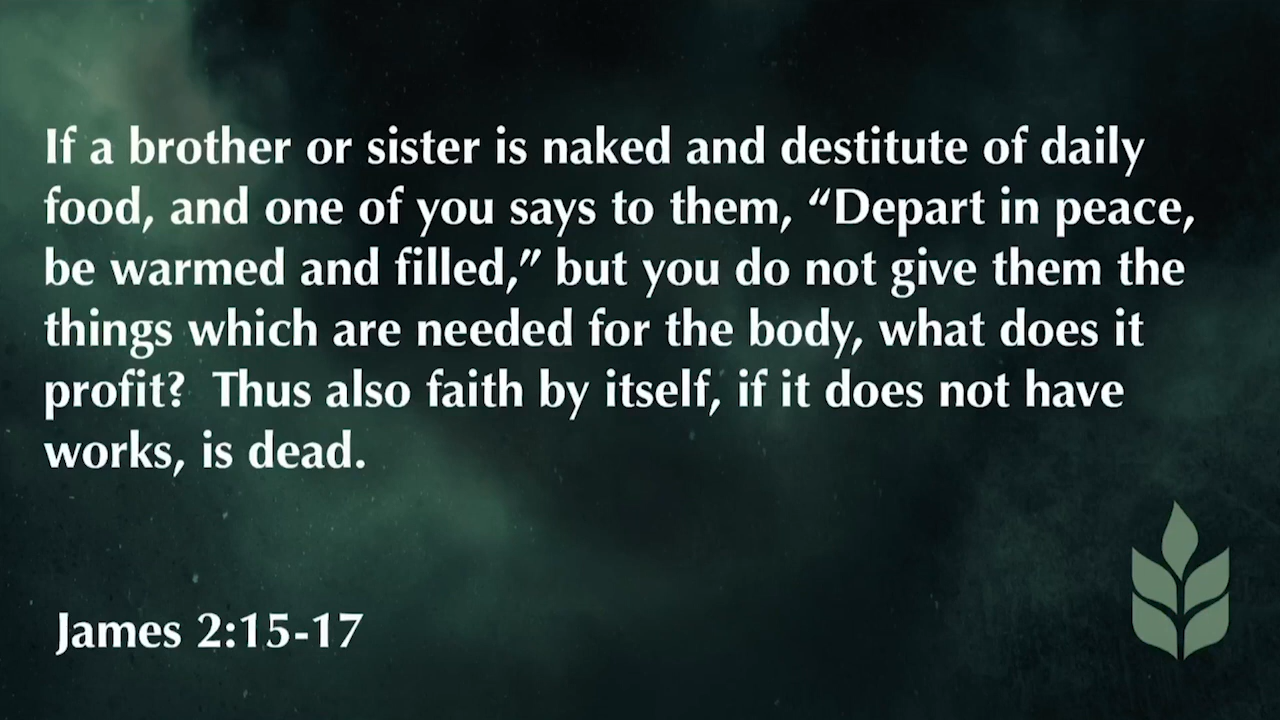 If a brother or sister is naked and destitute of daily
food, and one of you says to them, “Depart in peace,
be warmed and filled,” but you do not give them the
things which are needed for the body, what does it
profit?  Thus also faith by itself, if it does not have
works, is dead.
James 2:15-17